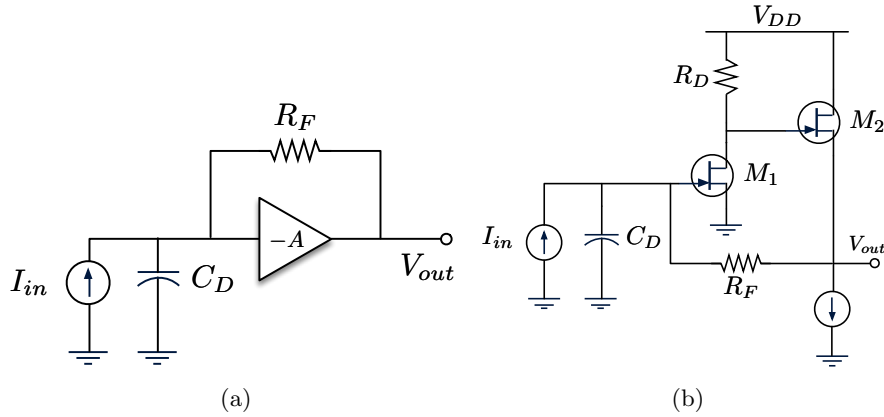 R_F
-A
I_in
C_D
V_out
(a)
V_DD
R_D
M_2
M_1
I_in
C_D
V_out
R_F
(b)